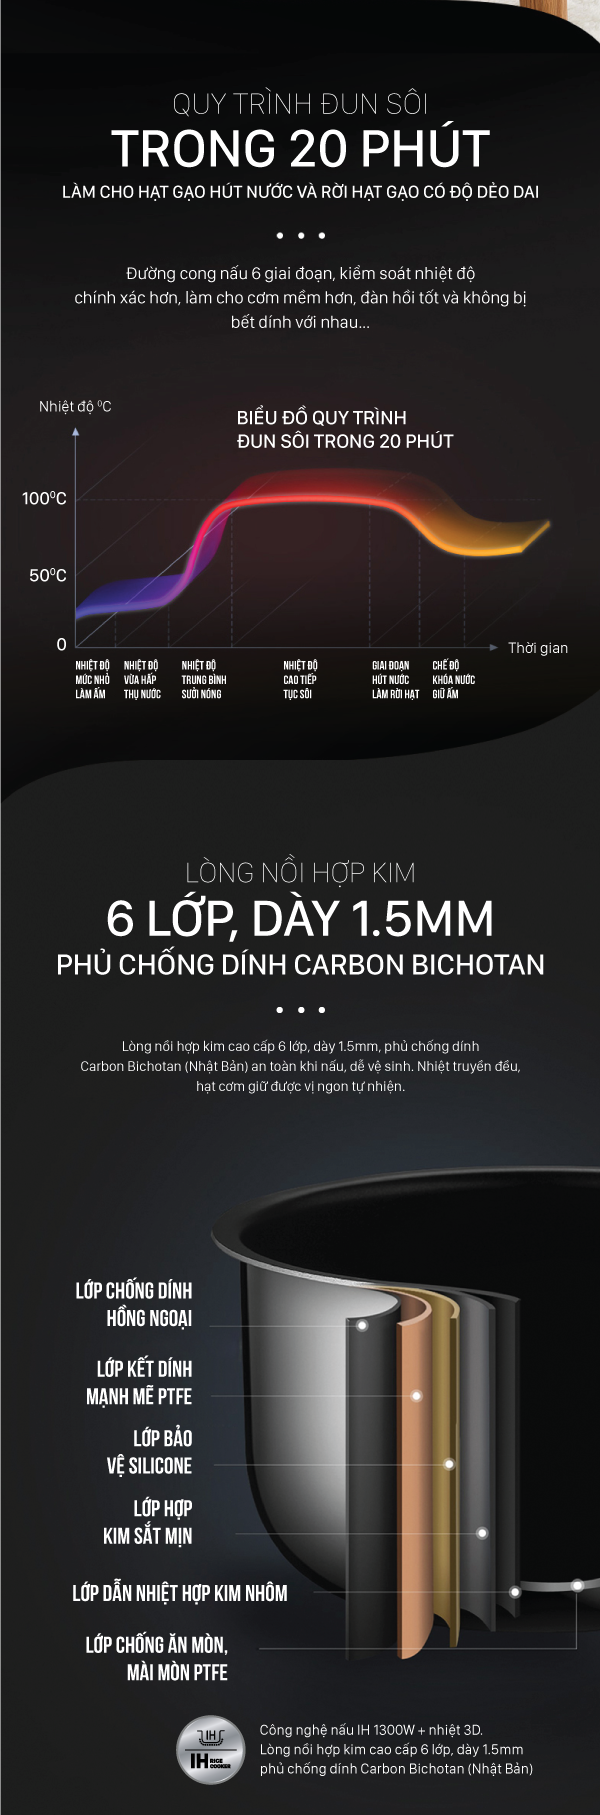 QUY TRÌNH ĐUN SÔI
TRONG 20 PHÚT
LÀM CHO HẠT GẠO HÚT NƯỚC VÀ RỜI HẠT GẠO CÓ ĐỘ DẺO DAI
Đường cong nấu 6 giai đoạn, kiểm soát nhiệt độ
chính xác hơn, làm cho cơm mềm hơn, đàn hồi tốt và không bị
bết dính với nhau...
Nhiệt độ ⁰C
BIỂU ĐỒ QUY TRÌNH
ĐUN SÔI TRONG 20 PHÚT
100⁰C
50⁰C
0
Thời gian
NHIỆT ĐỘ
MỨC NHỎ
LÀM ẤM
NHIỆT ĐỘ
VỪA HẤP
THỤ NƯỚC
NHIỆT ĐỘ
TRUNG BÌNH
SƯỞI NÓNG
NHIỆT ĐỘ
CAO TIẾP
TỤC SÔI
GIAI ĐOẠN
HÚT NƯỚC
LÀM RỜI HẠT
CHẾ ĐỘ
KHÓA NƯỚC
GIỮ ẤM
LÒNG NỒI HỢP KIM
6 LỚP, DÀY 1.5MM
PHỦ CHỐNG DÍNH CARBON BICHOTAN
Lòng nồi hợp kim cao cấp 6 lớp, dày 1.5mm, phủ chống dính
Carbon Bichotan (Nhật Bản) an toàn khi nấu, dễ vệ sinh. Nhiệt truyền đều,
hạt cơm giữ được vị ngon tự nhiên.
LỚP CHỐNG DÍNH
HỒNG NGOẠI
LỚP KẾT DÍNH
MẠNH MẼ PTFE
LỚP BẢO
VỆ SILICONE
LỚP HỢP
KIM SẮT MỊN
LỚP DẪN NHIỆT HỢP KIM NHÔM
LỚP CHỐNG ĂN MÒN,
MÀI MÒN PTFE
IH
IH RICE COOKER
Công nghệ nấu IH 1300W + nhiệt 3D.
Lòng nồi hợp kim cao cấp 6 lớp, dày 1.5mm
phủ chống dính Carbon Bichotan (Nhật Bản)